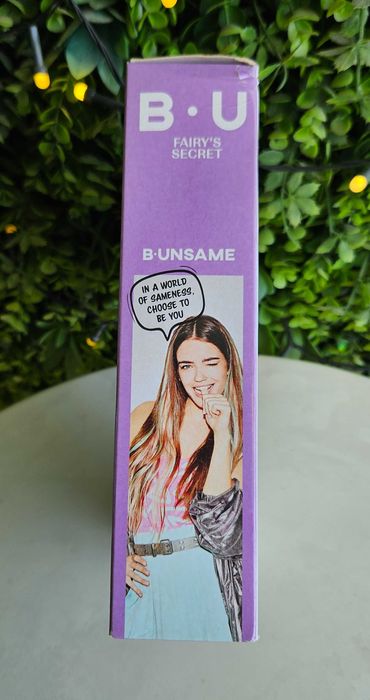 B·U
FAIRY'S
SECRET
B·UNSAME
IN A WORLD
OF SAMENESS,
CHOOSE TO
BE YOU